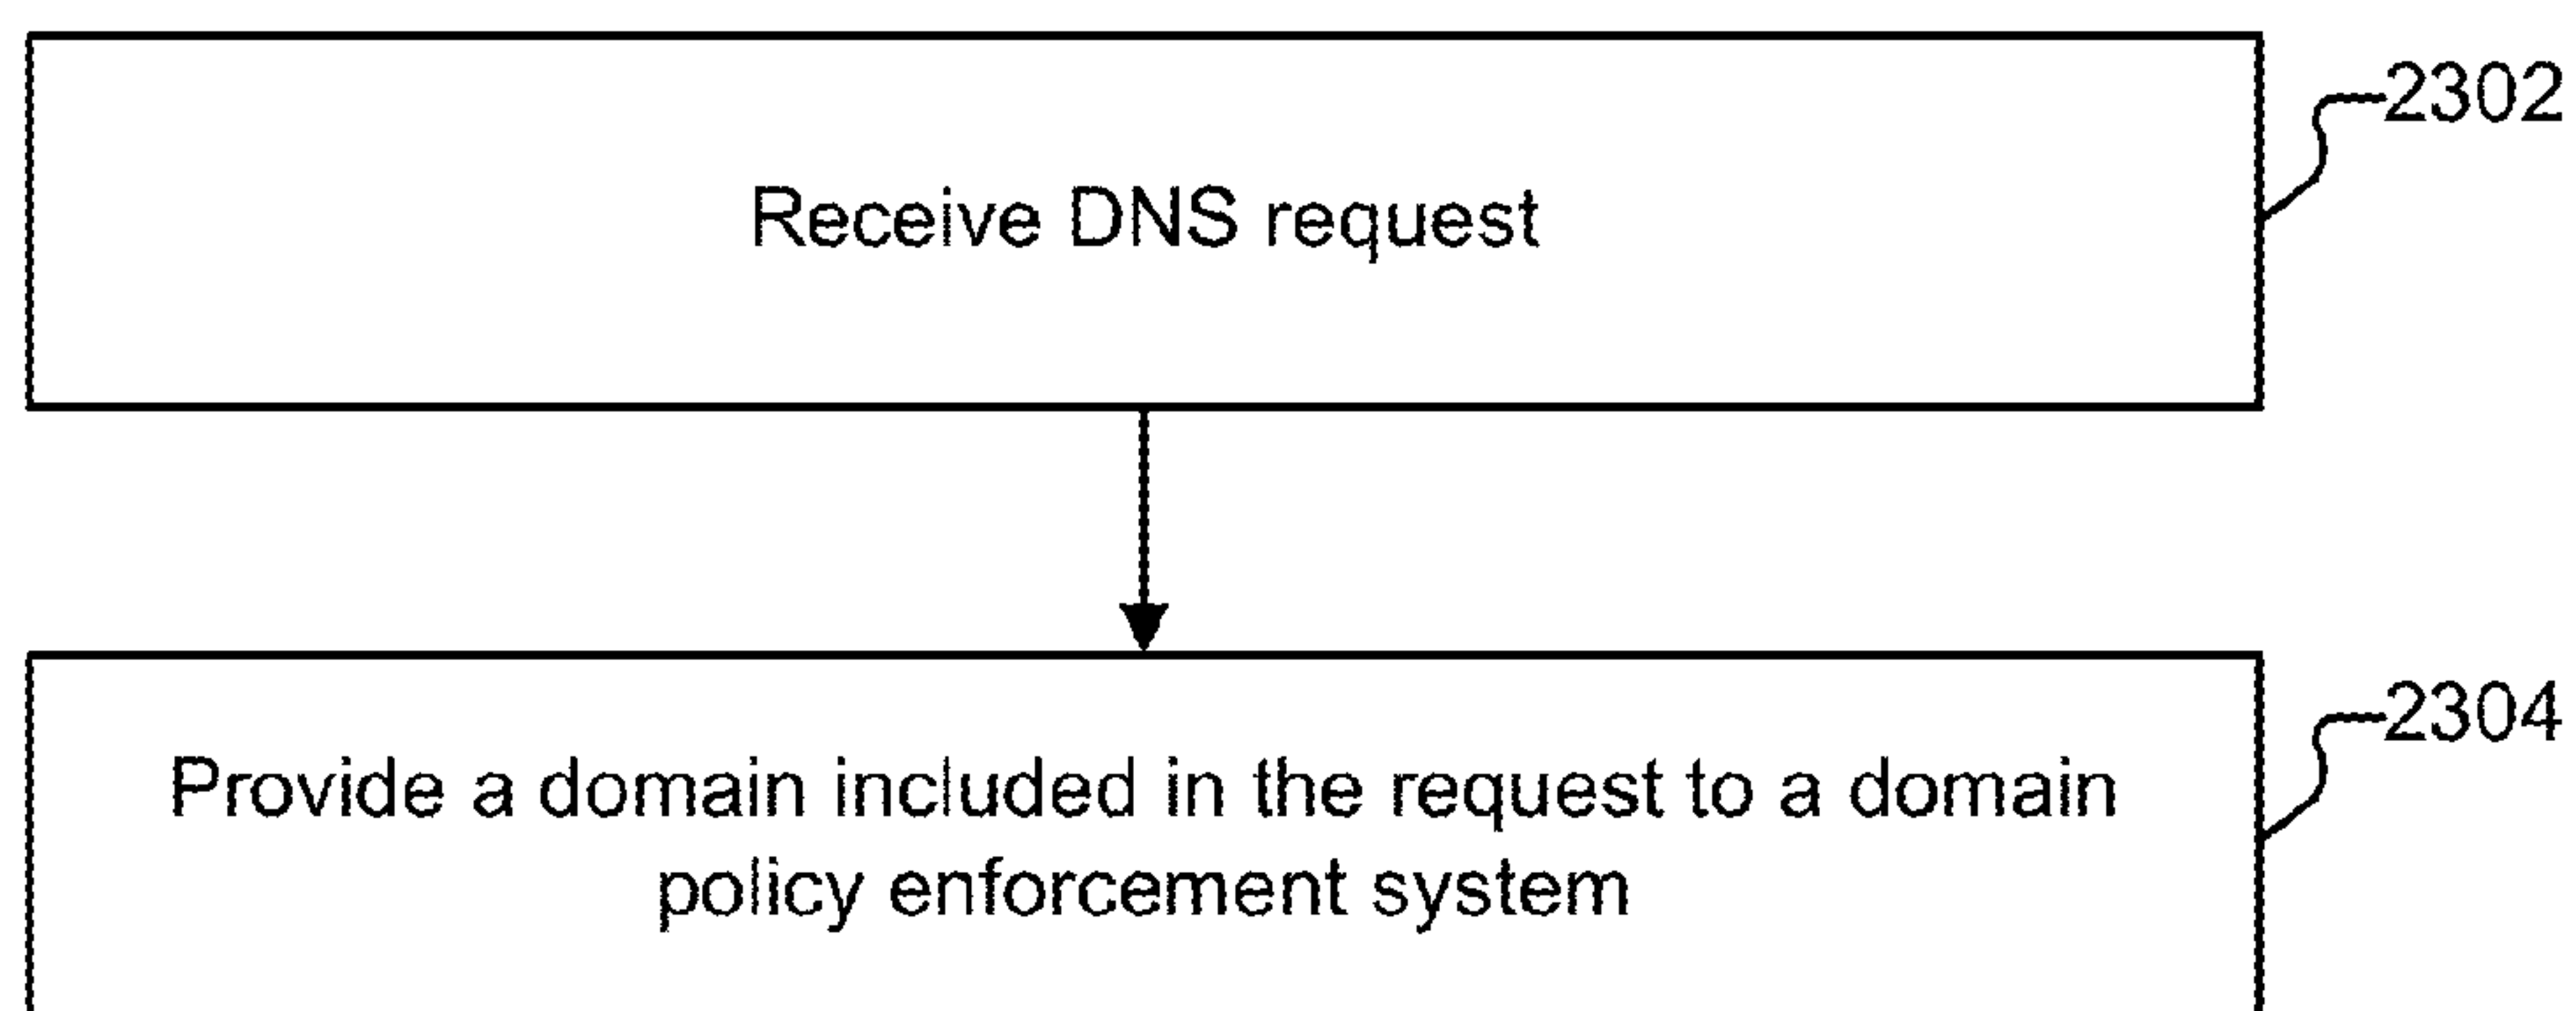 2302
Receive DNS request
2304
Provide a domain included in the request to a domain
policy enforcement system